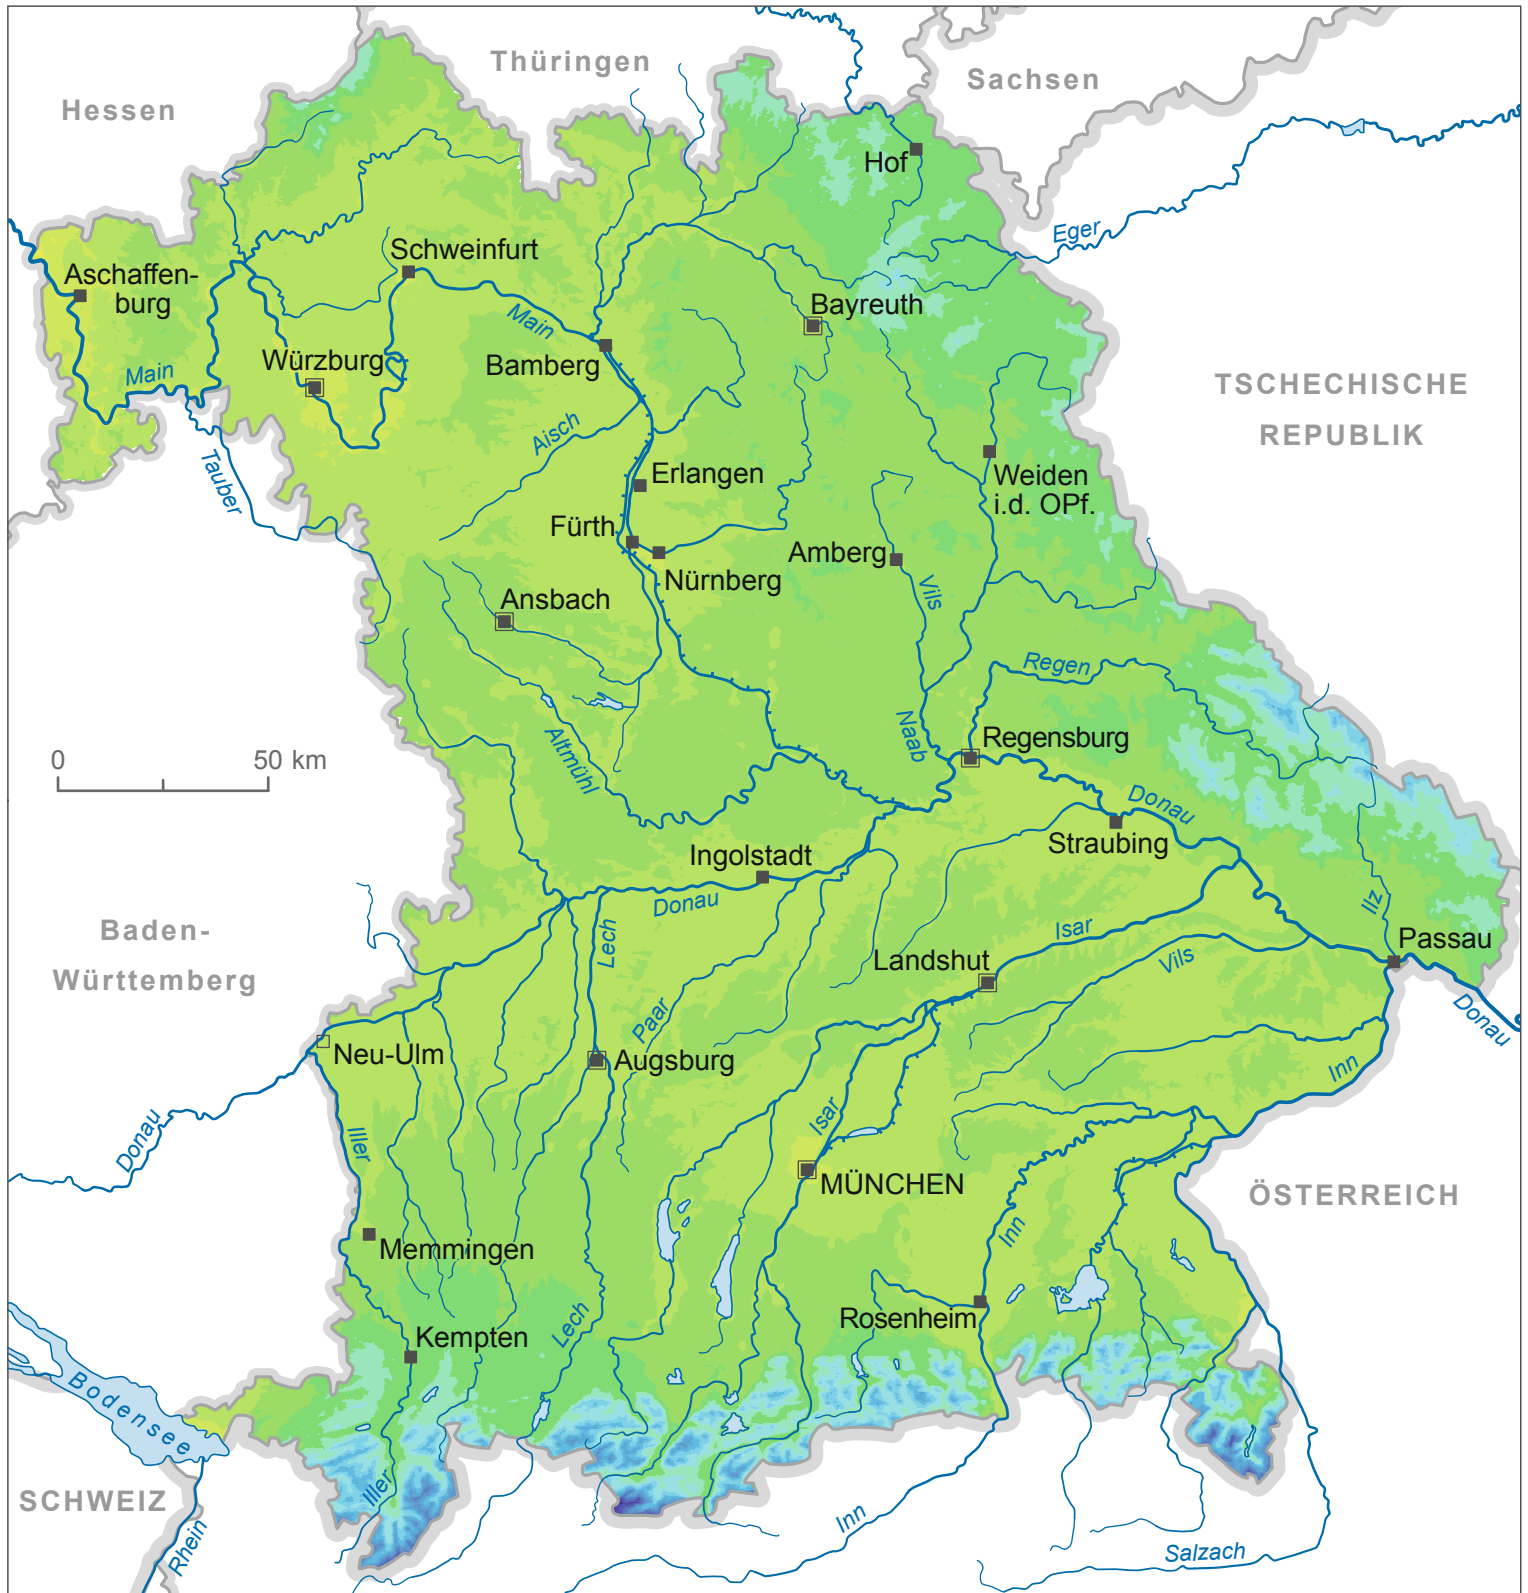 Thüringen
Sachsen
Hessen
Hof
Eger
Schweinfurt
Aschaffen-
burg
Bayreuth
Main
Würzburg
Bamberg
Main
TSCHECHISCHE
REPUBLIK
Aisch
Tauber
Erlangen
Weiden
i.d. OPf.
Fürth
Nürnberg
Amberg
Vils
Ansbach
Regen
Naab
Regensburg
Altmühl
0
50 km
Donau
Straubing
Ingolstadt
Donau
Lech
Ilz
Baden-
Württemberg
Isar
Passau
Landshut
Vils
Paar
Donau
Neu-Ulm
Augsburg
Inn
Donau
Iller
Isar
MÜNCHEN
ÖSTERREICH
Inn
Memmingen
Rosenheim
Lech
Kempten
Bodensee
Iller
SCHWEIZ
Rhein
Inn
Salzach